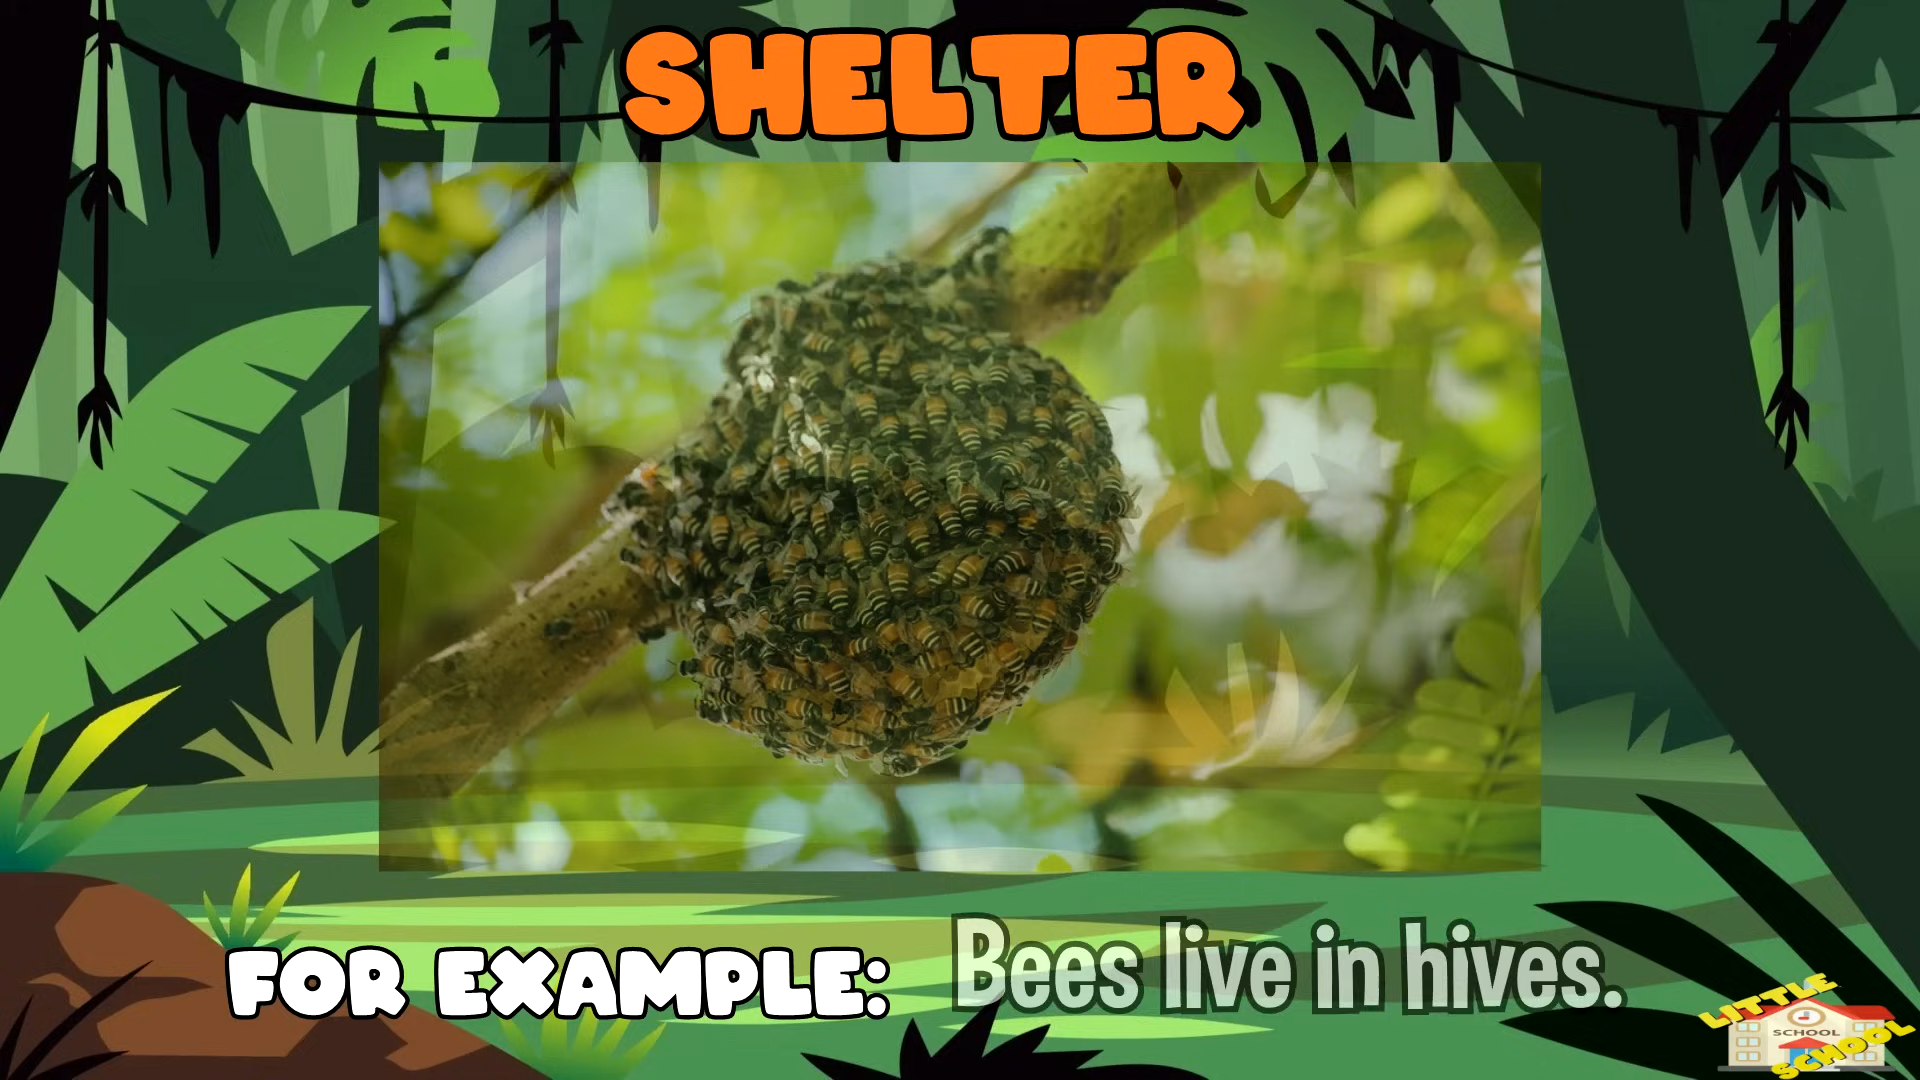 SHELTER
FOR EXAMPLE: Bees live in hives.
LITTLE
SCHOOL
SCHOOL